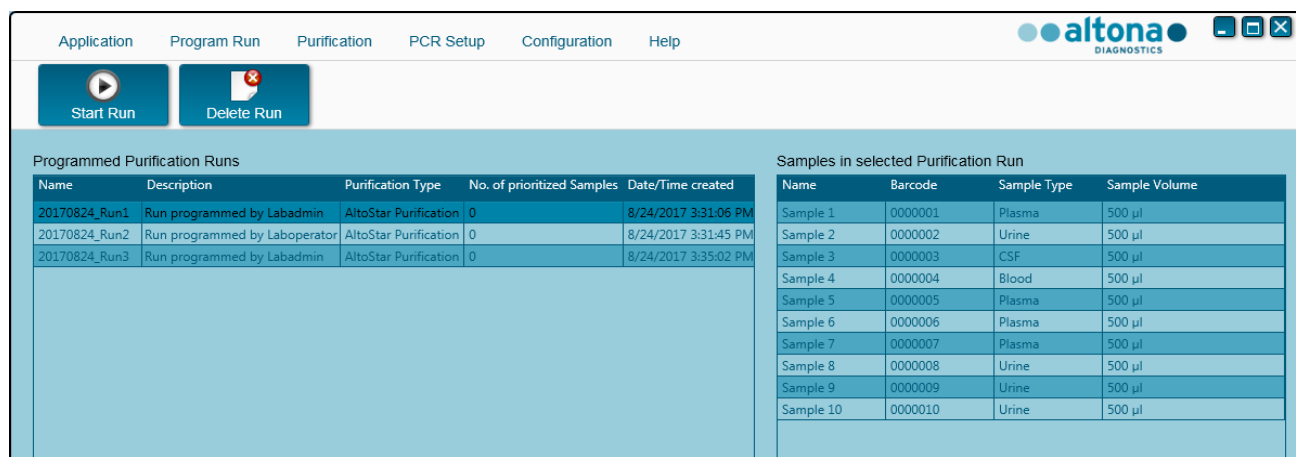 Application Program Run Purification PCR Setup Configuration Help
altona
DIAGNOSTICS
Start Run Delete Run
Programmed Purification Runs
Name Description Purification Type No. of prioritized Samples Date/Time created
20170824_Run1 Run programmed by Labadmin AltoStar Purification 0 8/24/2017 3:31:06 PM
20170824_Run2 Run programmed by Laboperator AltoStar Purification 0 8/24/2017 3:31:45 PM
20170824_Run3 Run programmed by Labadmin AltoStar Purification 0 8/24/2017 3:35:02 PM
Samples in selected Purification Run
Name Barcode Sample Type Sample Volume
Sample 1 0000001 Plasma 500 µl
Sample 2 0000002 Urine 500 µl
Sample 3 0000003 CSF 500 µl
Sample 4 0000004 Blood 500 µl
Sample 5 0000005 Plasma 500 µl
Sample 6 0000006 Plasma 500 µl
Sample 7 0000007 Plasma 500 µl
Sample 8 0000008 Urine 500 µl
Sample 9 0000009 Urine 500 µl
Sample 10 0000010 Urine 500 µl